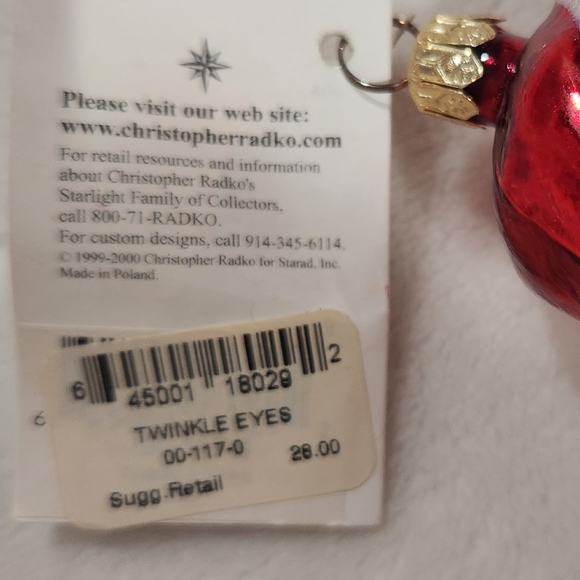 Please visit our web site:
www.christopherradko.com
For retail resources and information
about Christopher Radko's
Starlight Family of Collectors,
call 800-71-RADKO.
For custom designs, call 914-345-6114.
© 1999-2000 Christopher Radko for Starad, Inc.
Made in Poland.
6 45001 18029 2
6
TWINKLE EYES
00-117-0 26.00
Sugg.Retail